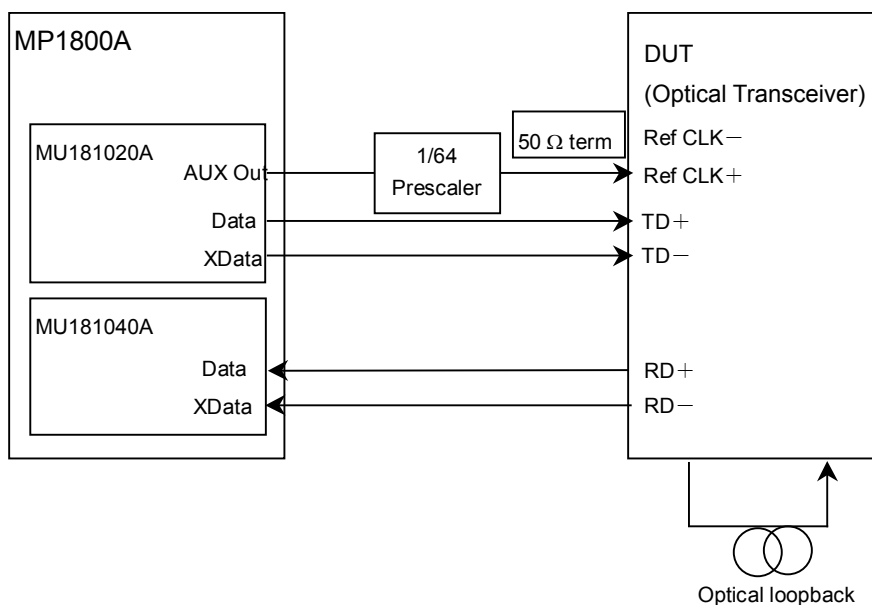 MP1800A
MU181020A
AUX Out
Data
XData
MU181040A
Data
XData
1/64
Prescaler
50 Ω term
DUT
(Optical Transceiver)
Ref CLK−
Ref CLK+
TD+
TD−
RD+
RD−
Optical loopback